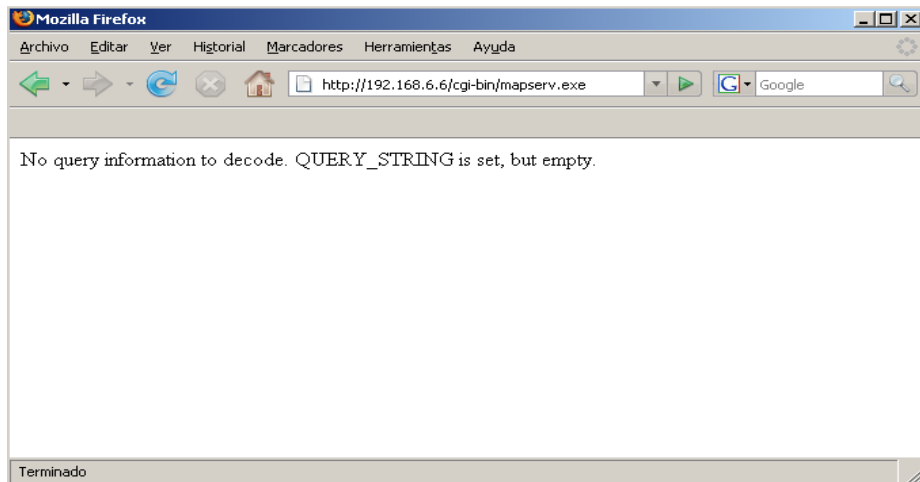 Mozilla Firefox
Archivo Editar Ver Historial Marcadores Herramientas Ayuda
http://192.168.6.6/cgi-bin/mapserv.exe G Google
No query information to decode. QUERY_STRING is set, but empty.
Terminado